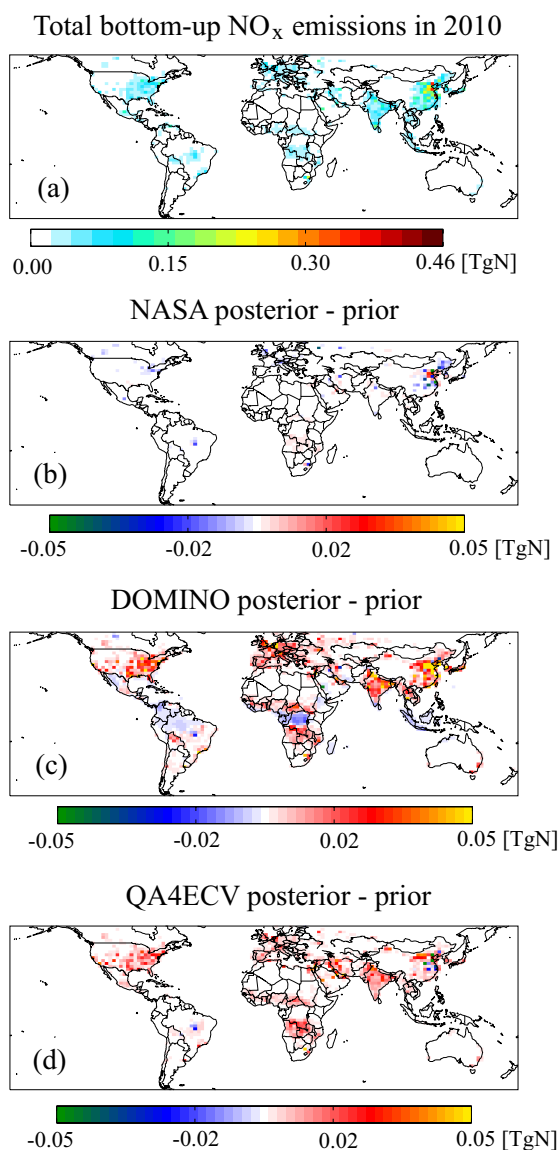 Total bottom-up NOx emissions in 2010
(a)
0.00 0.15 0.30 0.46 [TgN]
NASA posterior - prior
(b)
-0.05 -0.02 0.02 0.05 [TgN]
DOMINO posterior - prior
(c)
-0.05 -0.02 0.02 0.05 [TgN]
QA4ECV posterior - prior
(d)
-0.05 -0.02 0.02 0.05 [TgN]